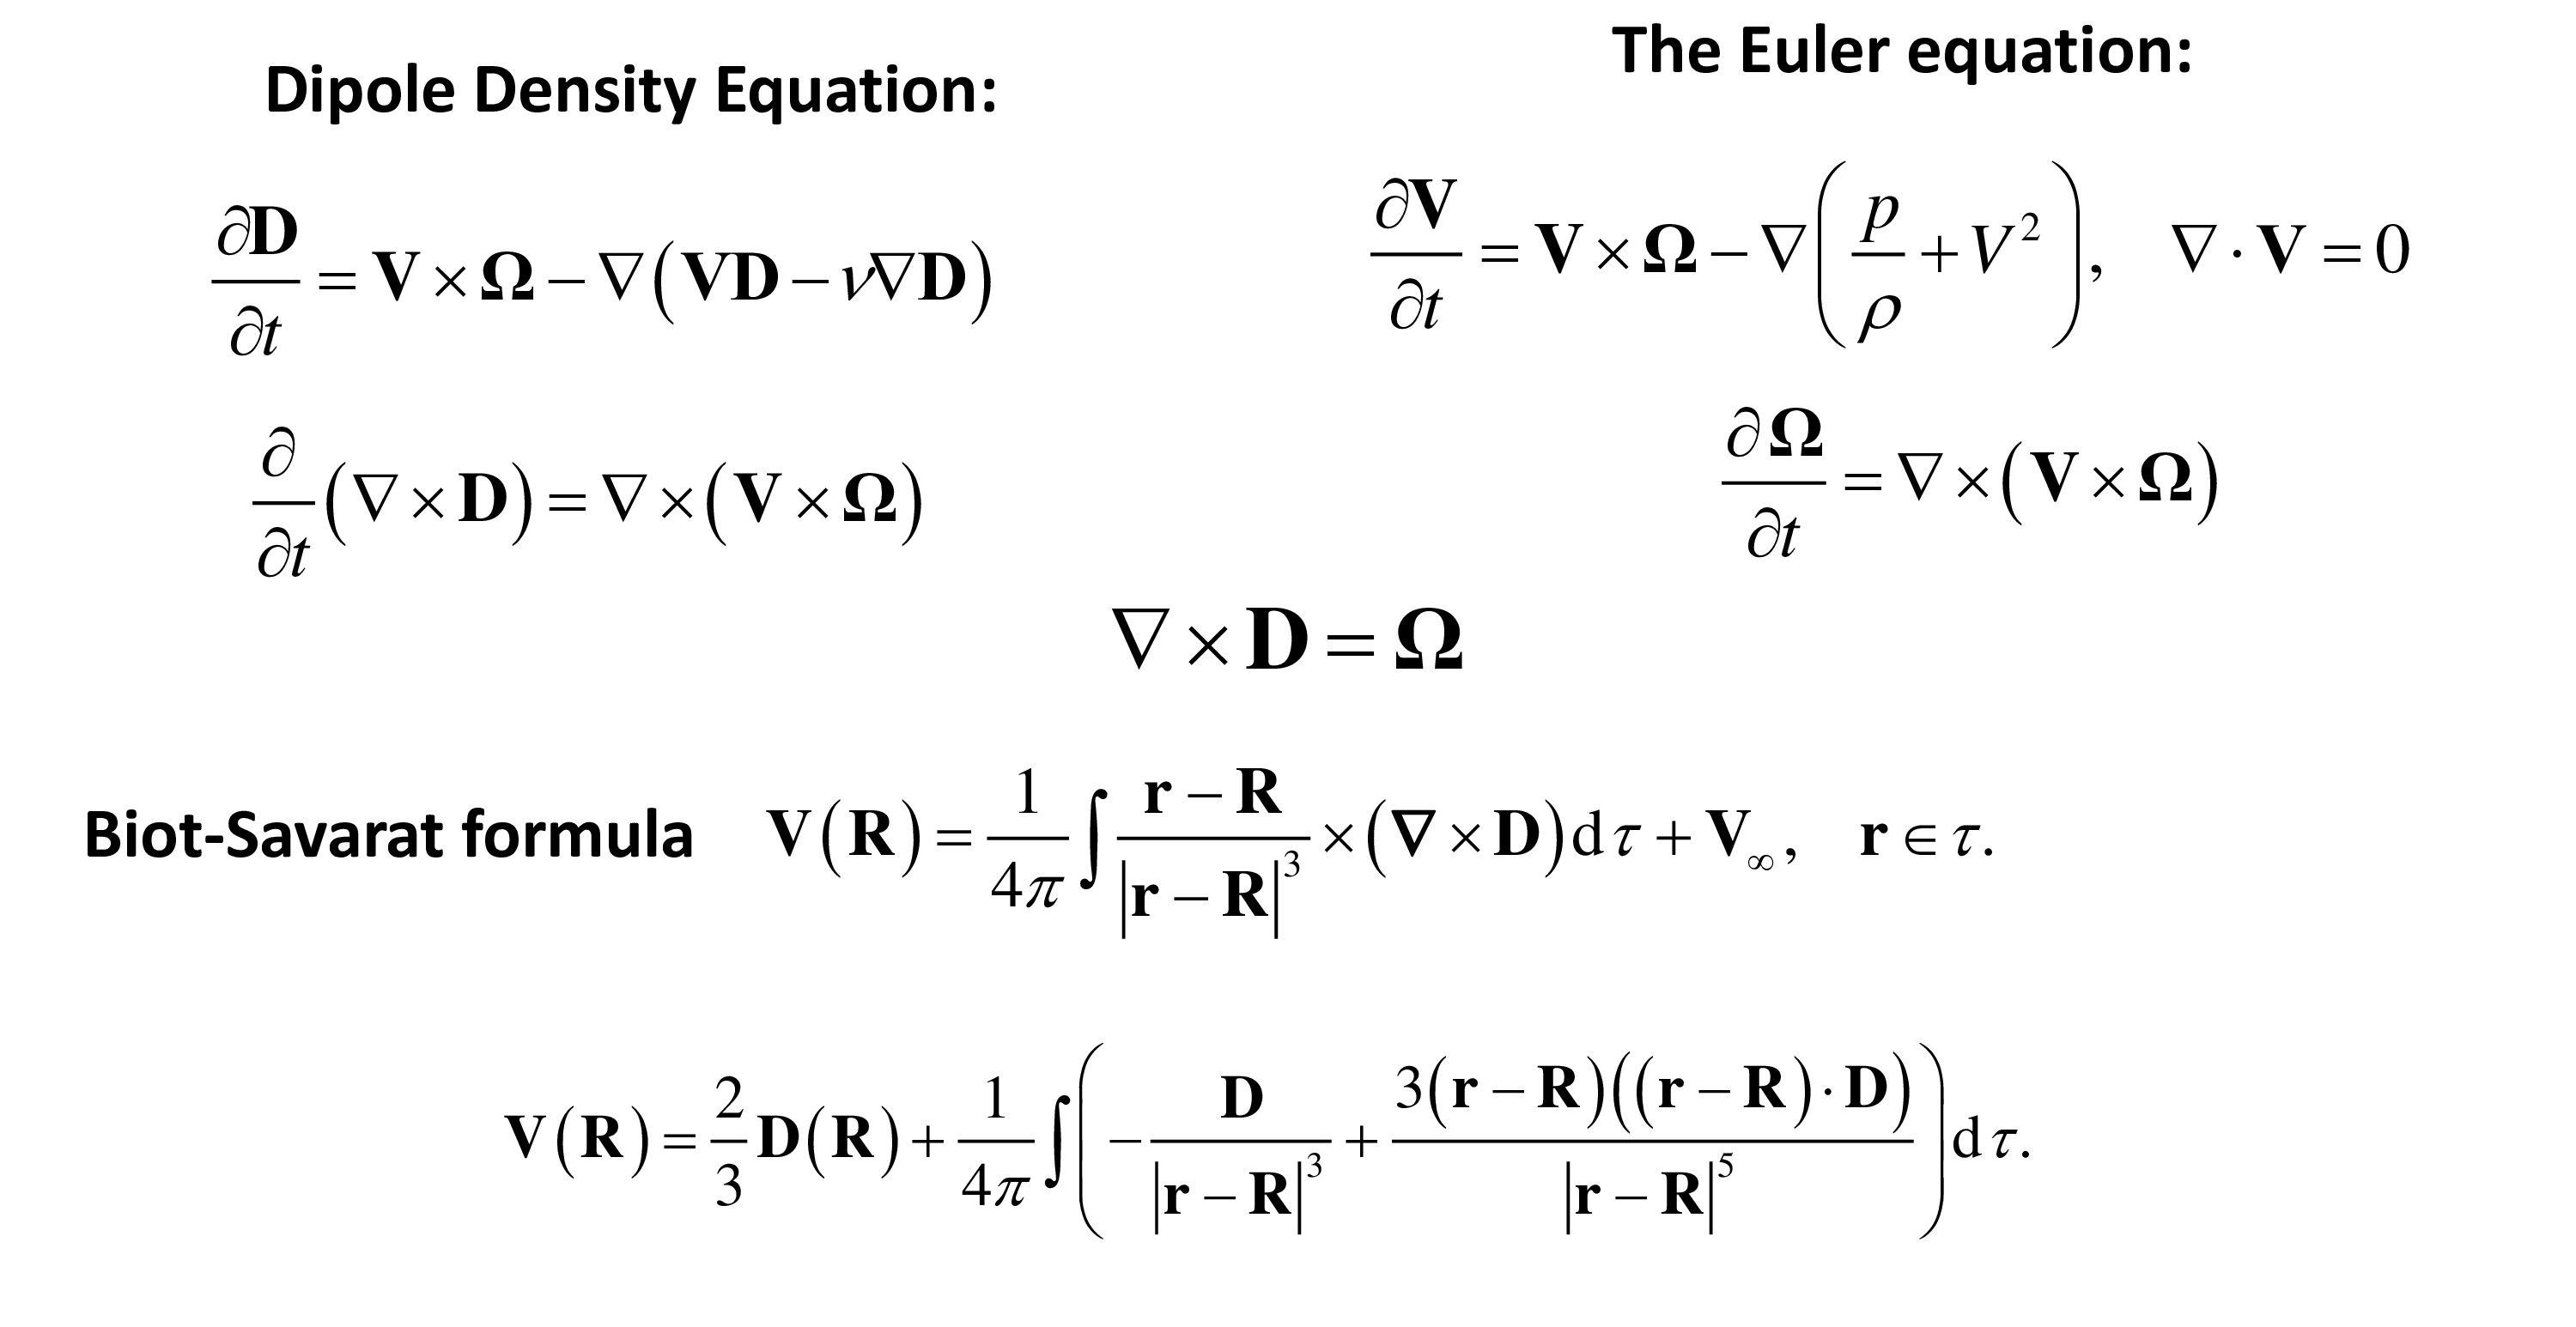 Dipole Density Equation:
∂𝐃/∂t = 𝐕 × 𝛀 − ∇(𝐕𝐃 − ν∇𝐃)
∂/∂t (∇ × 𝐃) = ∇ × (𝐕 × 𝛀)
The Euler equation:
∂𝐕/∂t = 𝐕 × 𝛀 − ∇(p/ρ + V²), ∇ · 𝐕 = 0
∂𝛀/∂t = ∇ × (𝐕 × 𝛀)
∇ × 𝐃 = 𝛀
Biot-Savarat formula 𝐕(𝐑) = 1/4π ∫ (𝐫 − 𝐑)/|𝐫 − 𝐑|³ × (𝛁 × 𝐃)dτ + 𝐕∞, 𝐫 ∈ τ.
𝐕(𝐑) = 2/3 𝐃(𝐑) + 1/4π ∫ (− 𝐃/|𝐫 − 𝐑|³ + 3(𝐫 − 𝐑)((𝐫 − 𝐑) · 𝐃)/|𝐫 − 𝐑|⁵) dτ.